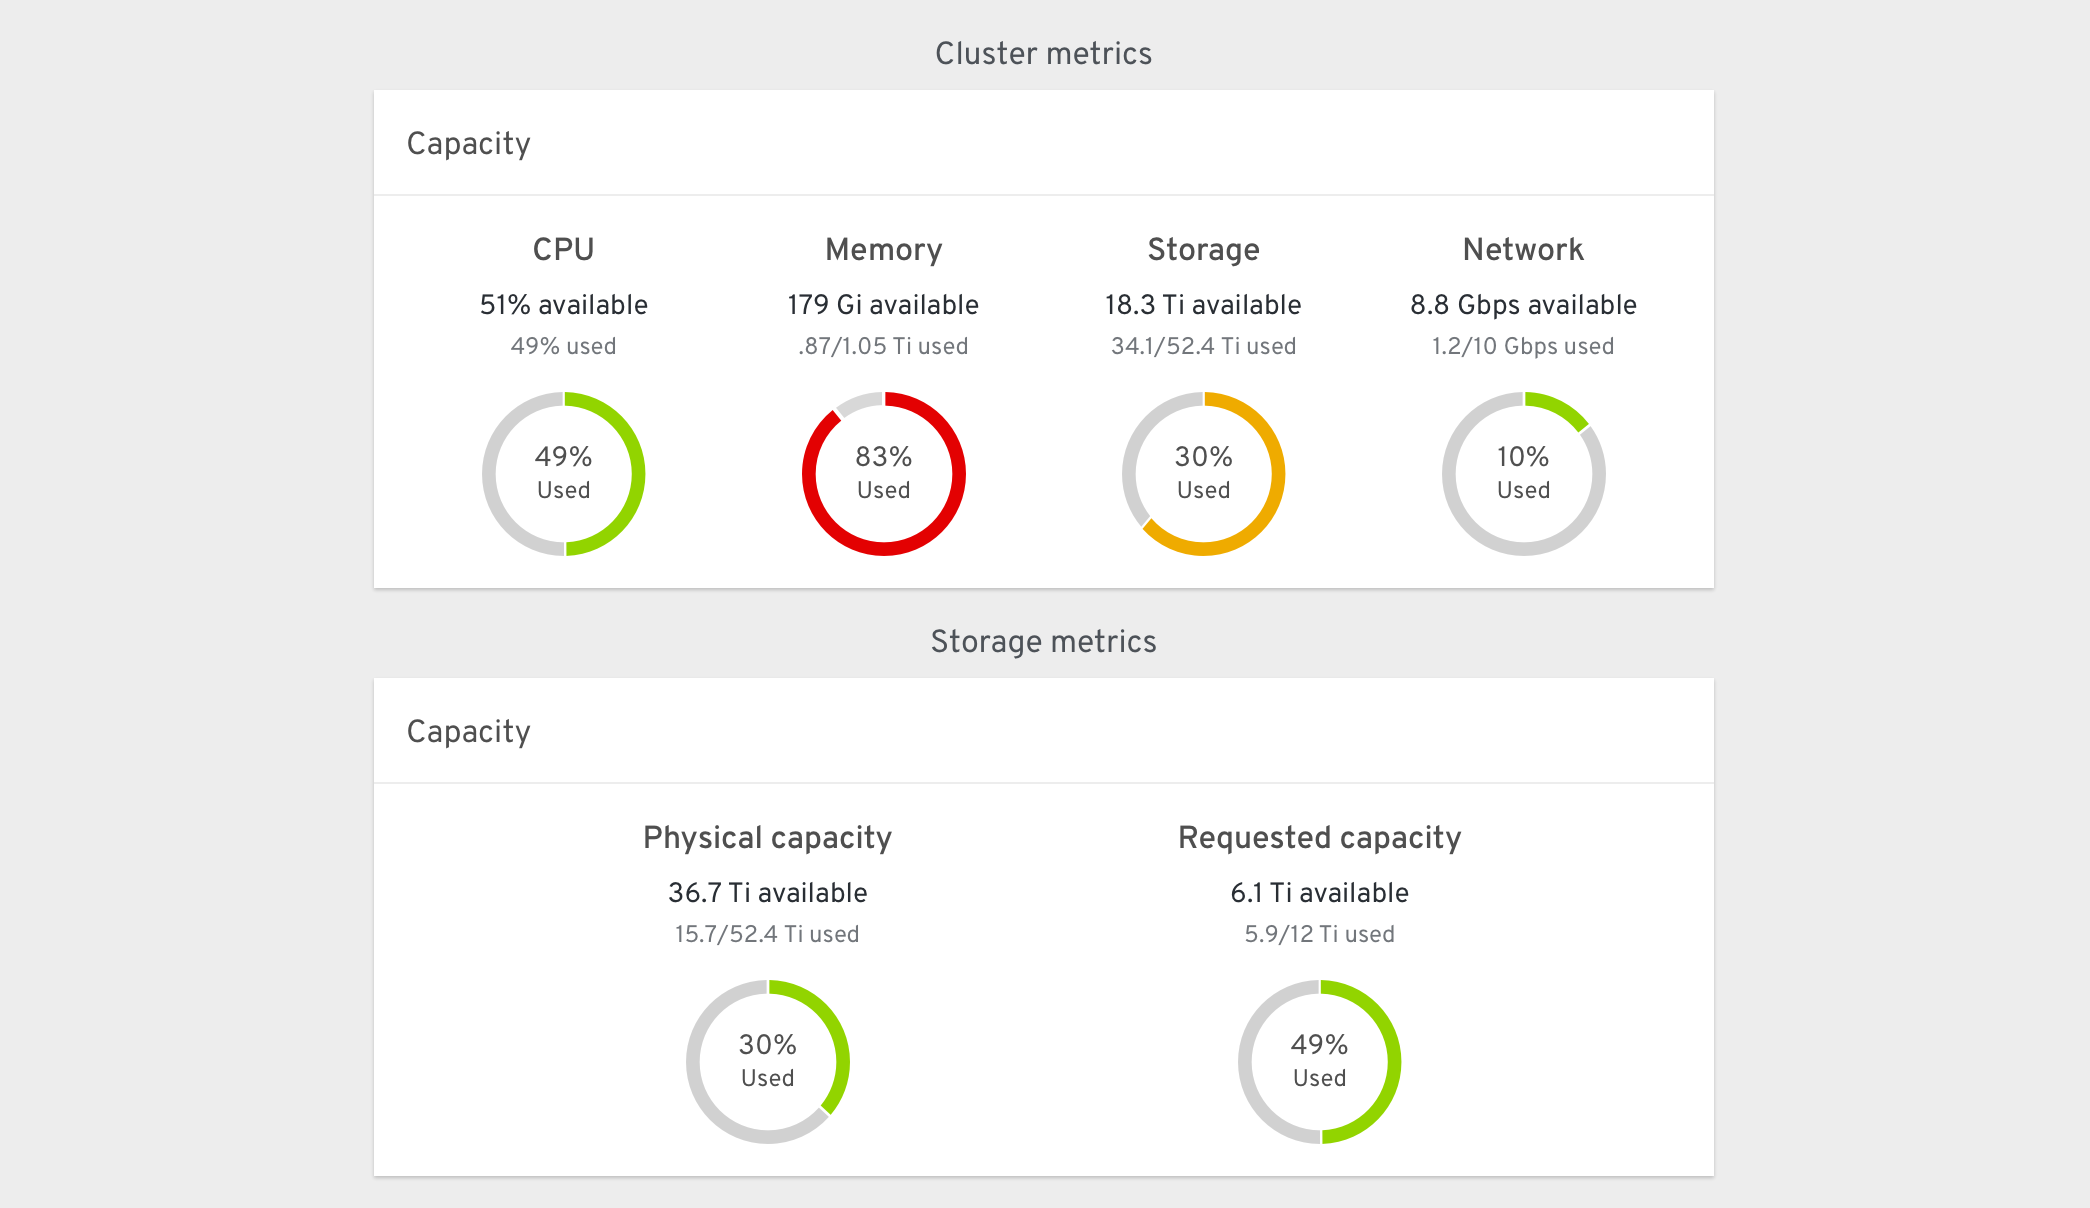 Cluster metrics
Capacity
CPU
51% available
49% used
49%
Used
Memory
179 Gi available
.87/1.05 Ti used
83%
Used
Storage
18.3 Ti available
34.1/52.4 Ti used
30%
Used
Network
8.8 Gbps available
1.2/10 Gbps used
10%
Used
Storage metrics
Capacity
Physical capacity
36.7 Ti available
15.7/52.4 Ti used
30%
Used
Requested capacity
6.1 Ti available
5.9/12 Ti used
49%
Used